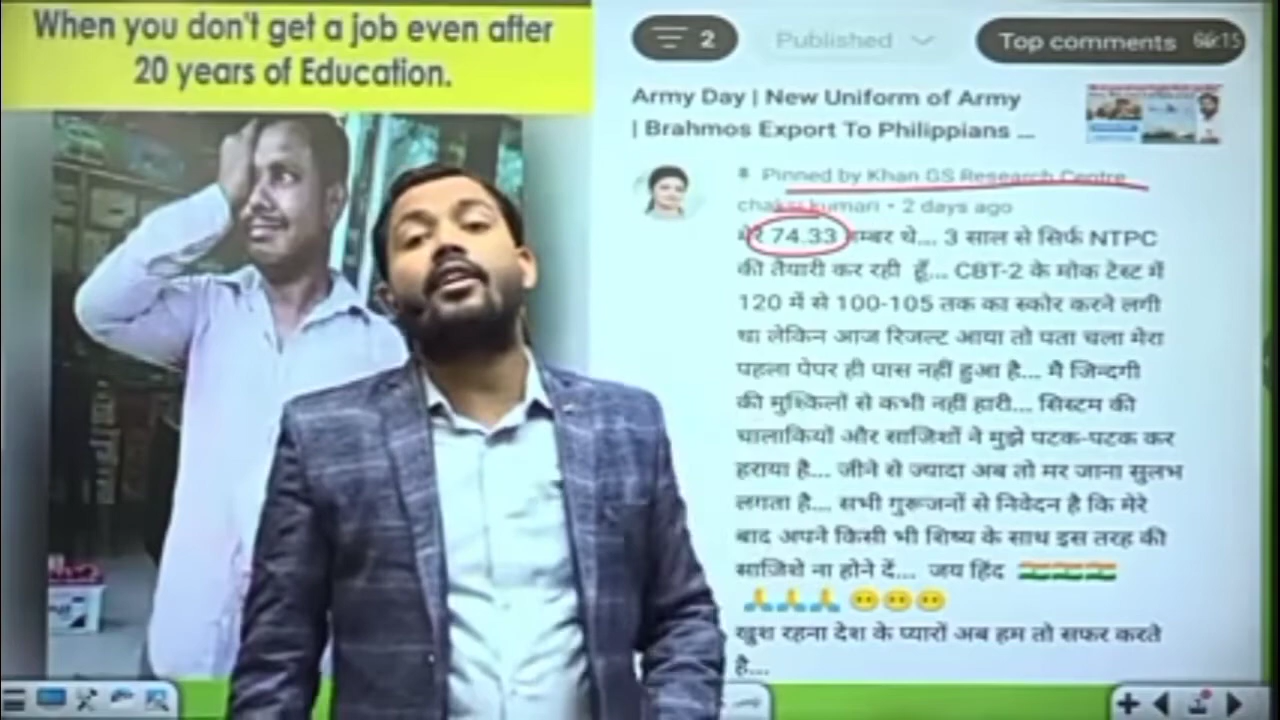 When you don't get a job even after
20 years of Education.
2
Published
Top comments
Army Day | New Uniform of Army
| Brahmos Export To Philippians ...
Pinned by Khan GS Research Centre
kumari • 2 days ago
मेरे 74.33 नम्बर थे... 3 साल से सिर्फ NTPC
की तैयारी कर रही हूँ... CBT-2 के मोक टेस्ट में
120 में से 100-105 तक का स्कोर करने लगी
था लेकिन आज रिजल्ट आया तो पता चला मेरा
पहला पेपर ही पास नहीं हुआ है... मै जिन्दगी
की मुश्किलों से कभी नहीं हारी... सिस्टम की
चालाकियों और साजिशों ने मुझे पटक-पटक कर
हराया है... जीने से ज्यादा अब तो मर जाना सुलभ
लगता है... सभी गुरूजनों से निवेदन है कि मेरे
बाद अपने किसी भी शिष्य के साथ इस तरह की
साजिशे ना होने दें... जय हिंद 🇮🇳🇮🇳🇮🇳
🙏🙏🙏 😶😶😶
खुश रहना देश के प्यारों अब हम तो सफर करते
है...